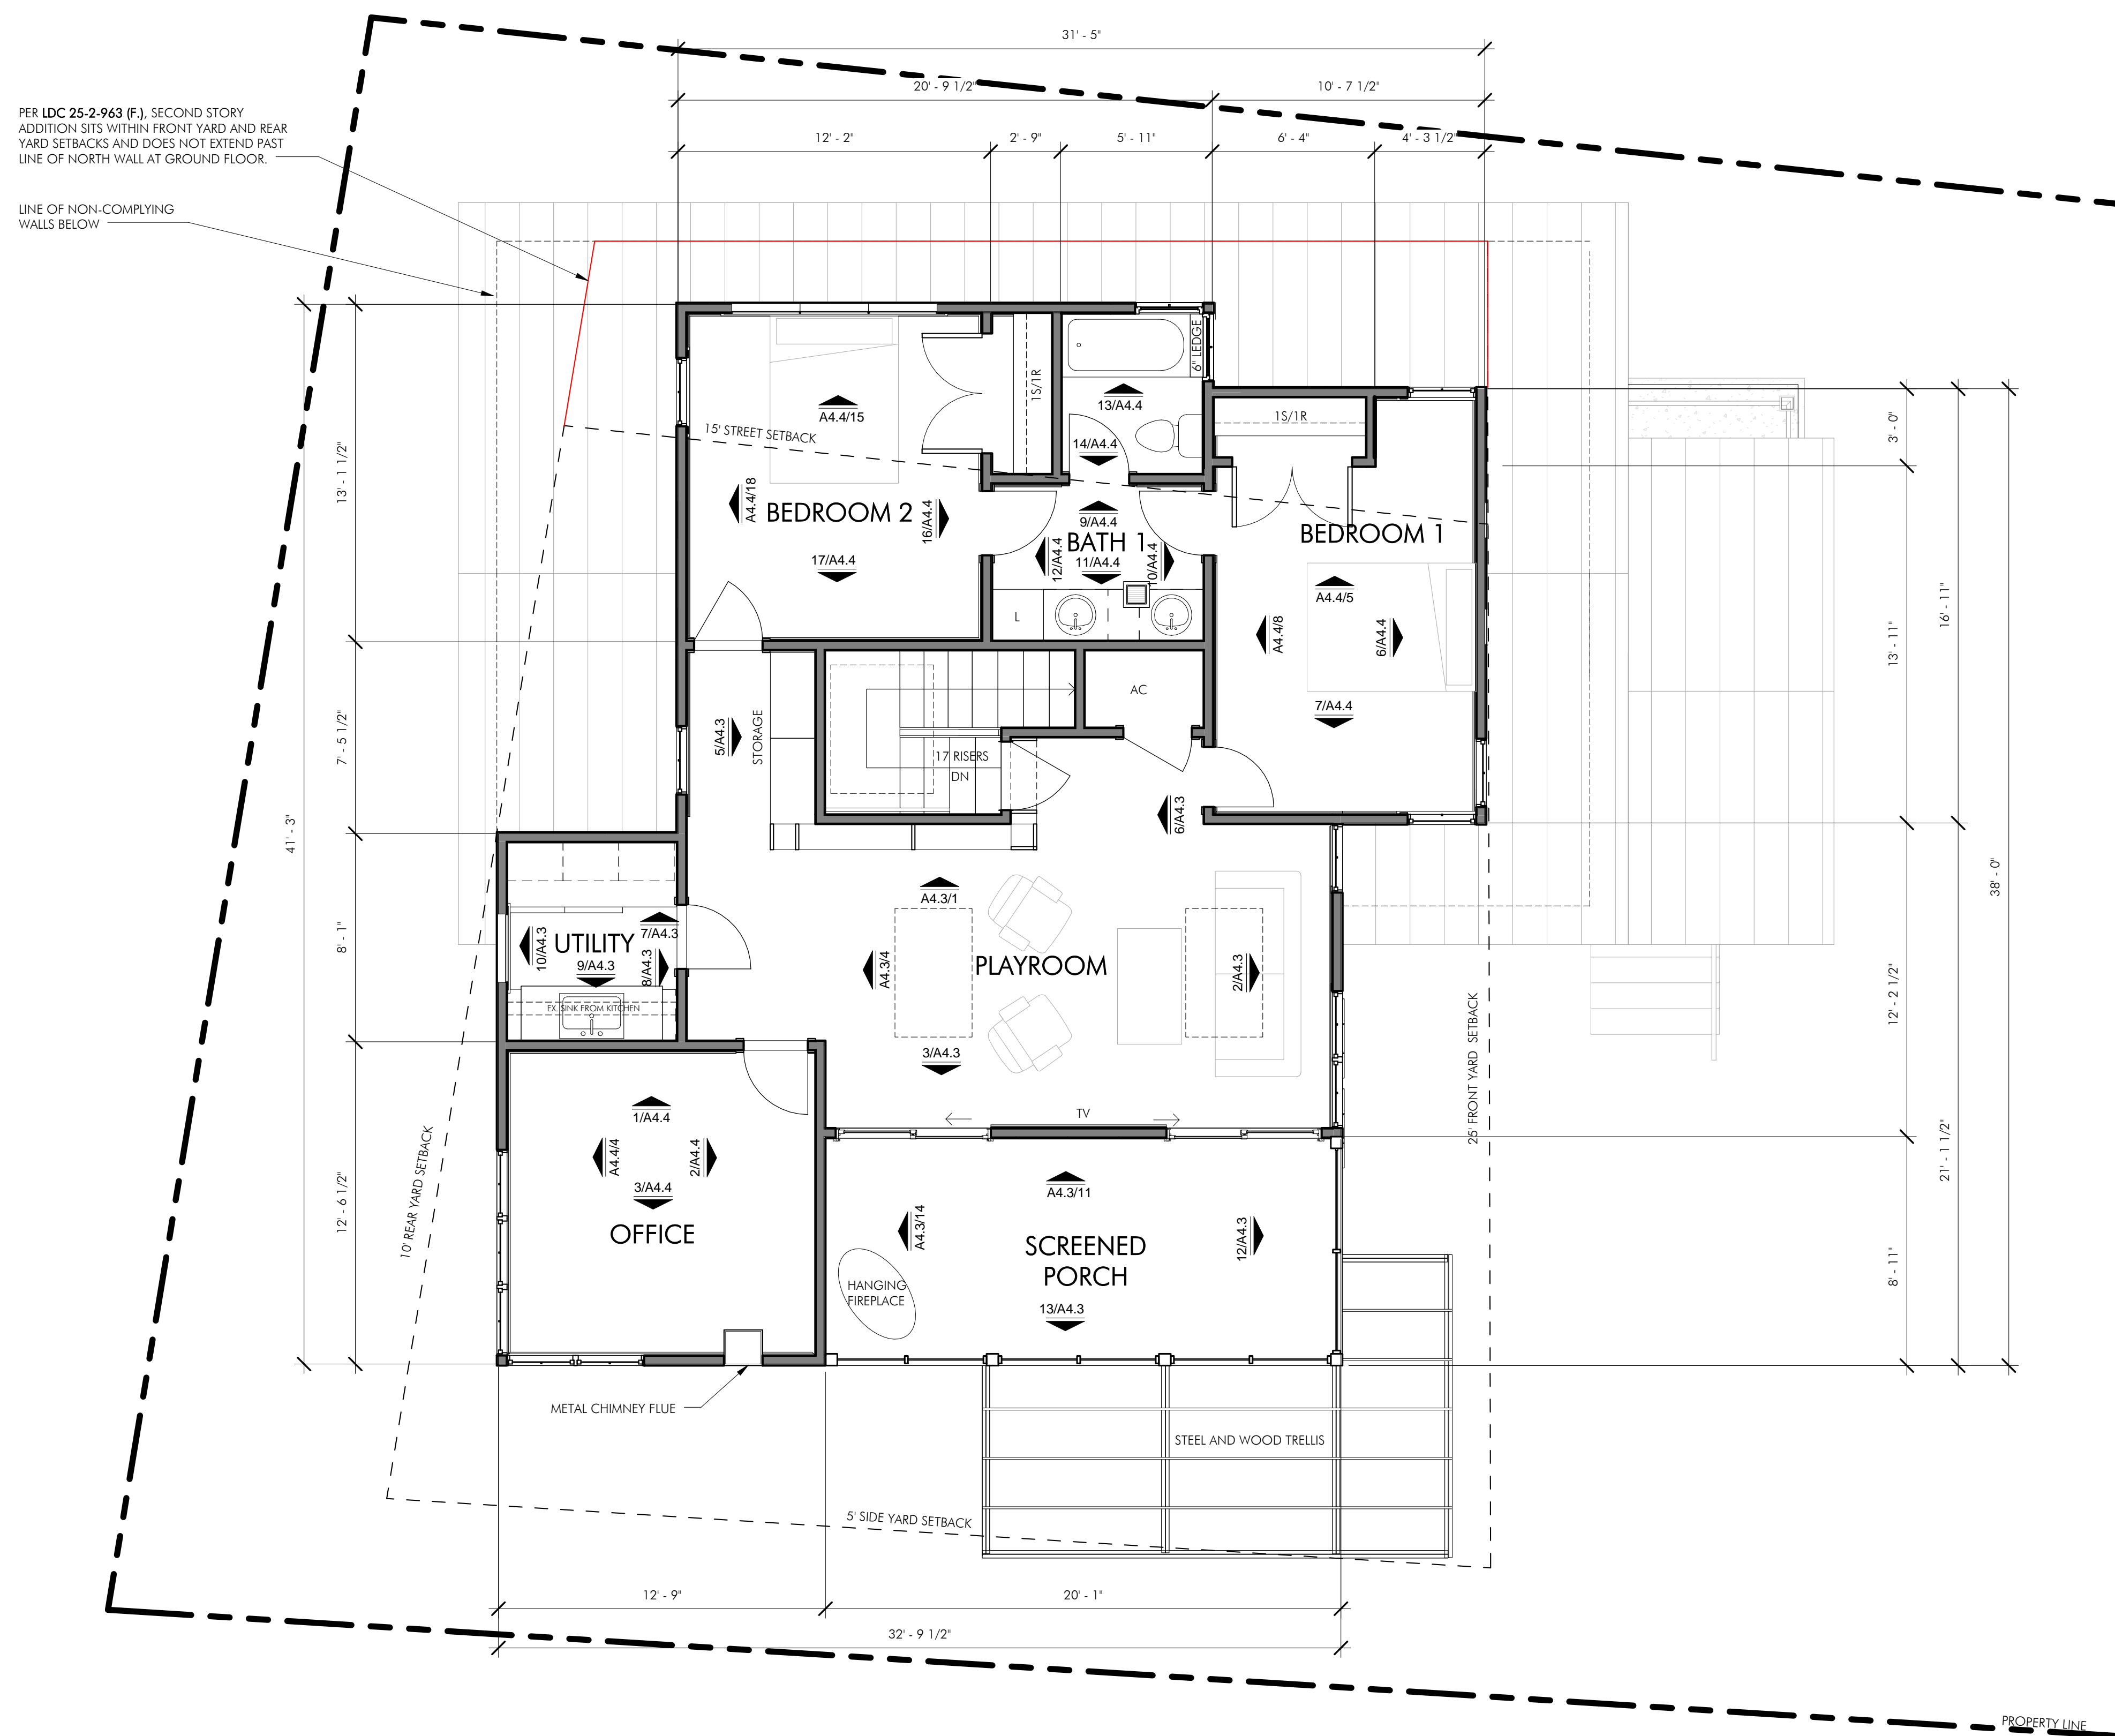 31' - 5"
20' - 9 1/2"
10' - 7 1/2"
12' - 2"
2' - 9"
5' - 11"
6' - 4"
4' - 3 1/2"
PER LDC 25-2-963 (F.), SECOND STORY
ADDITION SITS WITHIN FRONT YARD AND REAR
YARD SETBACKS AND DOES NOT EXTEND PAST
LINE OF NORTH WALL AT GROUND FLOOR.
LINE OF NON-COMPLYING
WALLS BELOW
41' - 3"
13' - 1 1/2"
7' - 5 1/2"
8' - 1"
12' - 6 1/2"
15' STREET SETBACK
A4.4/15
A4.4/18
BEDROOM 2
16/A4.4
17/A4.4
1S/1R
6" LEDGE
13/A4.4
14/A4.4
9/A4.4
BATH 1
12/A4.4
11/A4.4
10/A4.4
L
1S/1R
BEDROOM 1
A4.4/5
A4.4/8
6/A4.4
7/A4.4
AC
5/A4.3
STORAGE
17 RISERS
DN
6/A4.3
A4.3/1
A4.3/4
PLAYROOM
2/A4.3
3/A4.3
TV
10/A4.3
UTILITY
7/A4.3
9/A4.3
8/A4.3
EX. SINK FROM KITCHEN
1/A4.4
A4.4/4
2/A4.4
3/A4.4
OFFICE
A4.3/11
A4.3/14
SCREENED
PORCH
12/A4.3
13/A4.3
HANGING
FIREPLACE
METAL CHIMNEY FLUE
STEEL AND WOOD TRELLIS
10' REAR YARD SETBACK
5' SIDE YARD SETBACK
25' FRONT YARD SETBACK
3' - 0"
13' - 11"
16' - 11"
38' - 0"
12' - 2 1/2"
21' - 1 1/2"
8' - 11"
12' - 9"
20' - 1"
32' - 9 1/2"
PROPERTY LINE